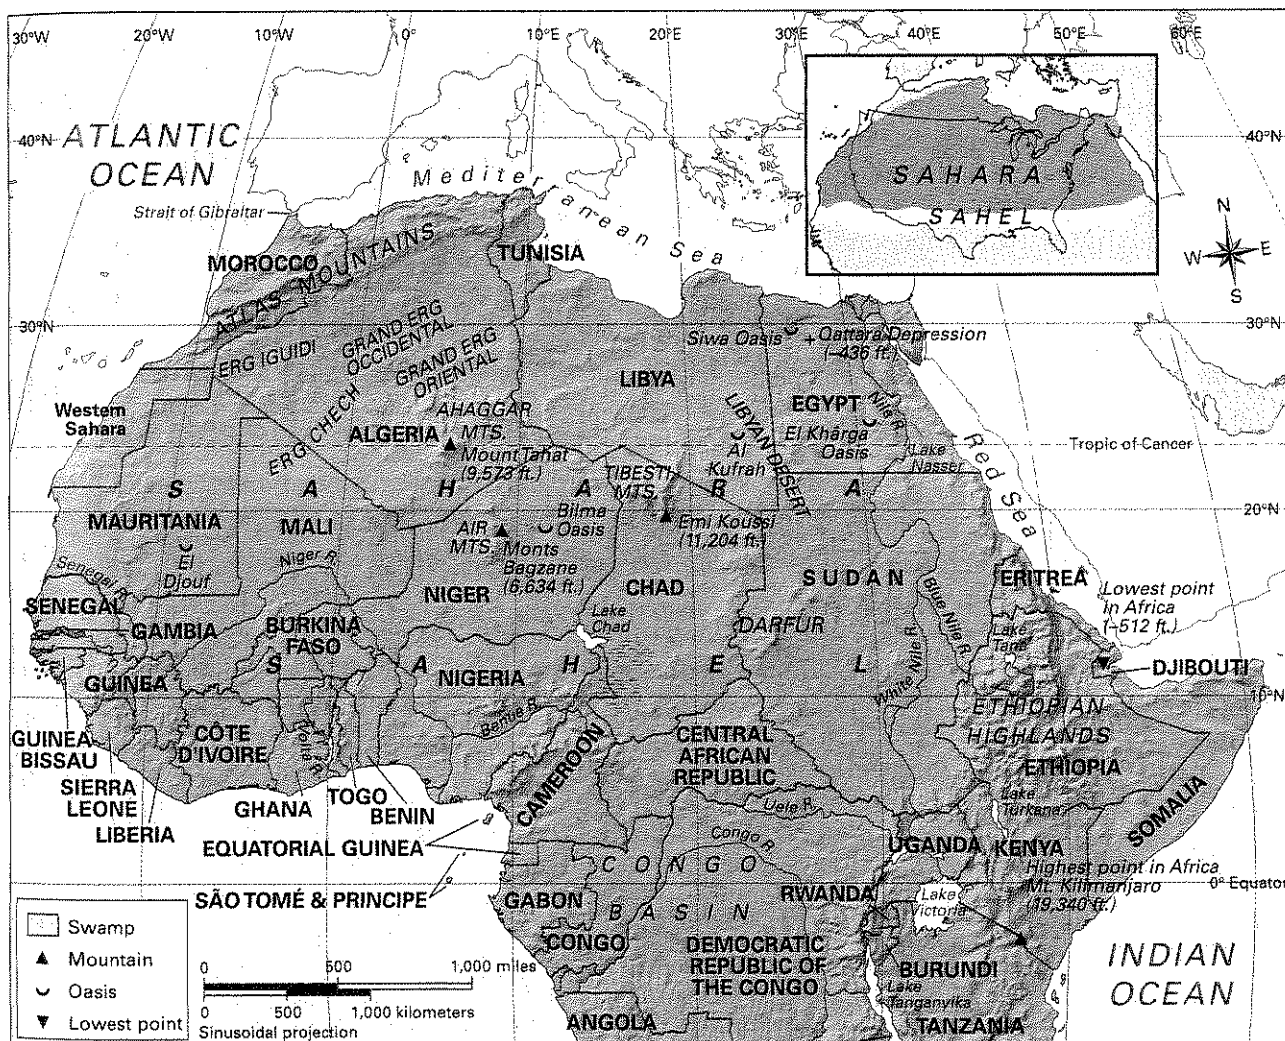 30°W
20°W
10°W
0°
10°E
20°E
30°E
40°E
50°E
60°E
ATLANTIC
OCEAN
40°N
40°N
SAHARA
SAHEL
N
W
E
S
Mediterranean Sea
Strait of Gibraltar
MOROCCO
ATLAS MOUNTAINS
TUNISIA
30°N
30°N
ERG IGUIDI
GRAND ERG
OCCIDENTAL
GRAND ERG
ORIENTAL
ERG CHECH
Siwa Oasis
Qattara Depression
(–436 ft.)
LIBYA
LIBYAN DESERT
EGYPT
Nile R.
El Khârga
Oasis
Al
Kufrah
Lake
Nasser
Red Sea
Tropic of Cancer
Western
Sahara
ALGERIA
AHAGGAR
MTS.
Mount Tahat
(9,573 ft.)
TIBESTI
MTS.
SAHARA
20°N
MAURITANIA
MALI
AIR
MTS.
Bilma
Oasis
Monts
Bagzane
(6,634 ft.)
Emi Koussi
(11,204 ft.)
El
Djouf
Niger R.
Senegal R.
SENEGAL
GAMBIA
BURKINA
FASO
NIGER
CHAD
Lake
Chad
SUDAN
DARFUR
Blue Nile R.
White Nile R.
ERITREA
Lake
Tana
Lowest point
in Africa
(–512 ft.)
DJIBOUTI
SAHEL
GUINEA
NIGERIA
Benue R.
10°N
ETHIOPIAN
HIGHLANDS
ETHIOPIA
GUINEA-
BISSAU
SIERRA
LEONE
LIBERIA
CÔTE
D'IVOIRE
Volta R.
GHANA
TOGO
BENIN
CAMEROON
CENTRAL
AFRICAN
REPUBLIC
Uele R.
Lake
Turkana
SOMALIA
EQUATORIAL GUINEA
SÃO TOMÉ & PRINCIPE
Congo R.
CONGO
BASIN
GABON
CONGO
UGANDA
KENYA
RWANDA
Lake
Victoria
Highest point in Africa
Mt. Kilimanjaro
(19,340 ft.)
0° Equator
DEMOCRATIC
REPUBLIC OF
THE CONGO
BURUNDI
Lake
Tanganyika
TANZANIA
ANGOLA
INDIAN
OCEAN
Swamp
Mountain
Oasis
Lowest point
0
500
1,000 miles
0
500
1,000 kilometers
Sinusoidal projection